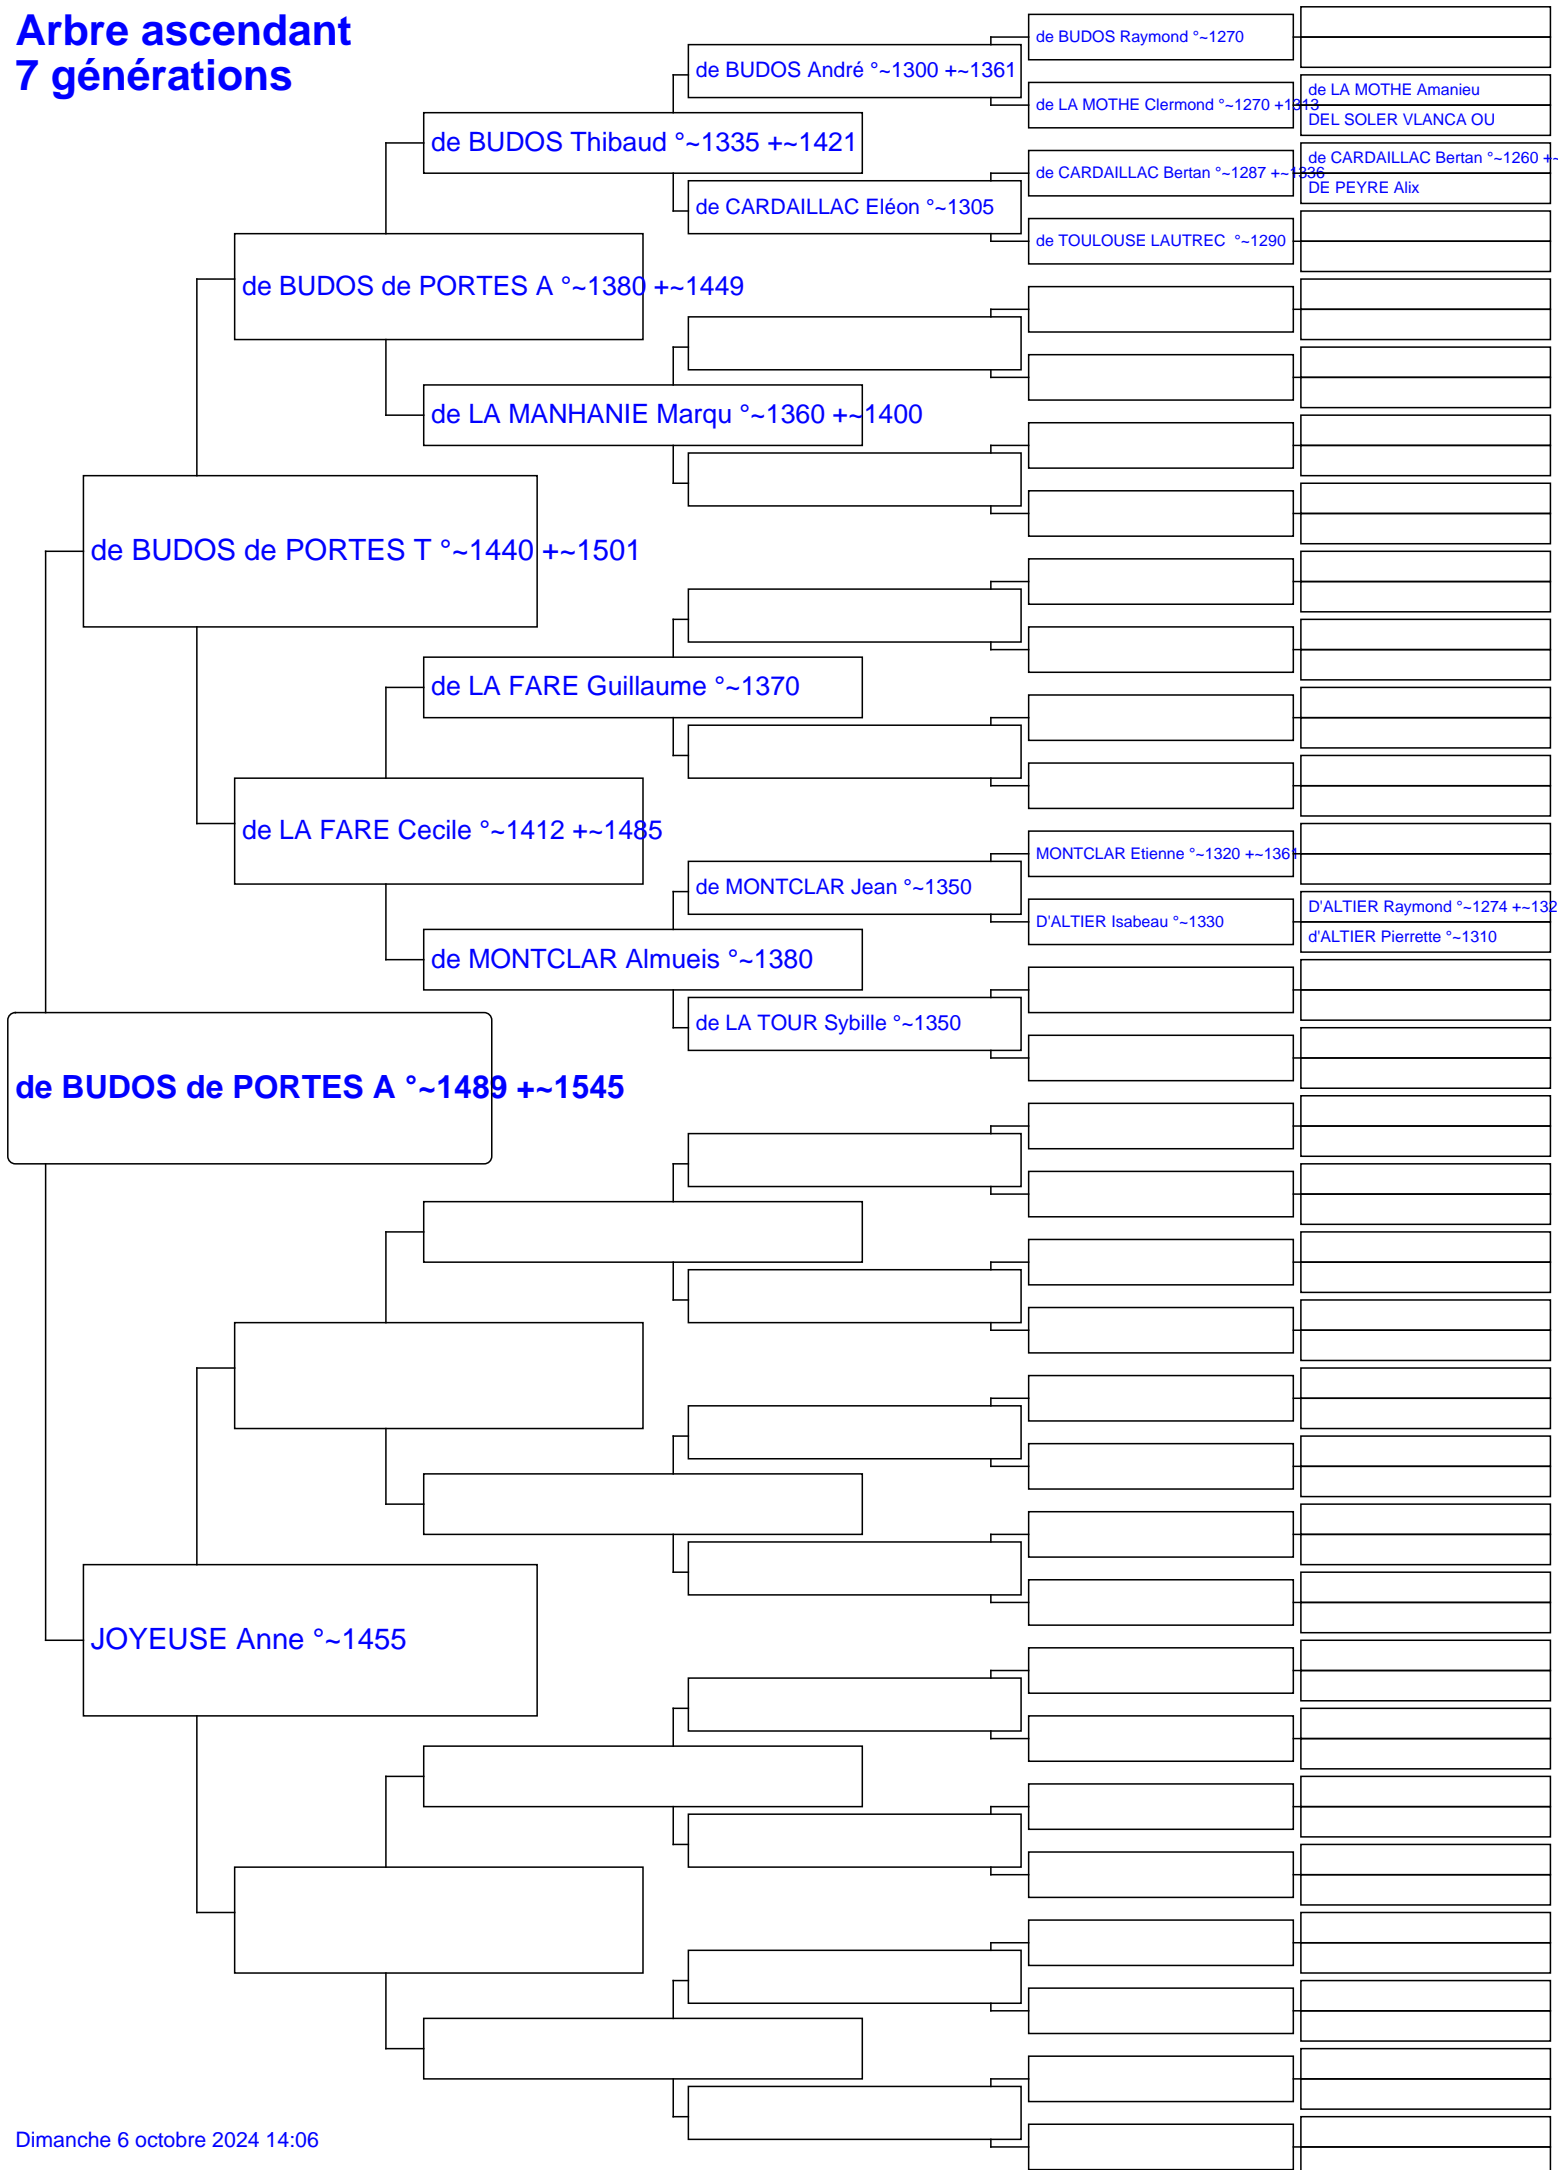 Arbre ascendant
7 générations
de BUDOS Raymond °~1270
de BUDOS André °~1300 +~1361
de LA MOTHE Amanieu
de LA MOTHE Clermond °~1270 +1313
DEL SOLER VLANCA OU
de BUDOS Thibaud °~1335 +~1421
de CARDAILLAC Bertan °~1260 +~
de CARDAILLAC Bertan °~1287 +~1336
DE PEYRE Alix
de CARDAILLAC Eléon °~1305
de TOULOUSE LAUTREC °~1290
de BUDOS de PORTES A °~1380 +~1449
de LA MANHANIE Marqu °~1360 +~1400
de BUDOS de PORTES T °~1440 +~1501
de LA FARE Guillaume °~1370
de LA FARE Cecile °~1412 +~1485
MONTCLAR Etienne °~1320 +~1361
de MONTCLAR Jean °~1350
D'ALTIER Raymond °~1274 +~132
D'ALTIER Isabeau °~1330
d'ALTIER Pierrette °~1310
de MONTCLAR Almueis °~1380
de LA TOUR Sybille °~1350
de BUDOS de PORTES A °~1489 +~1545
JOYEUSE Anne °~1455
Dimanche 6 octobre 2024 14:06